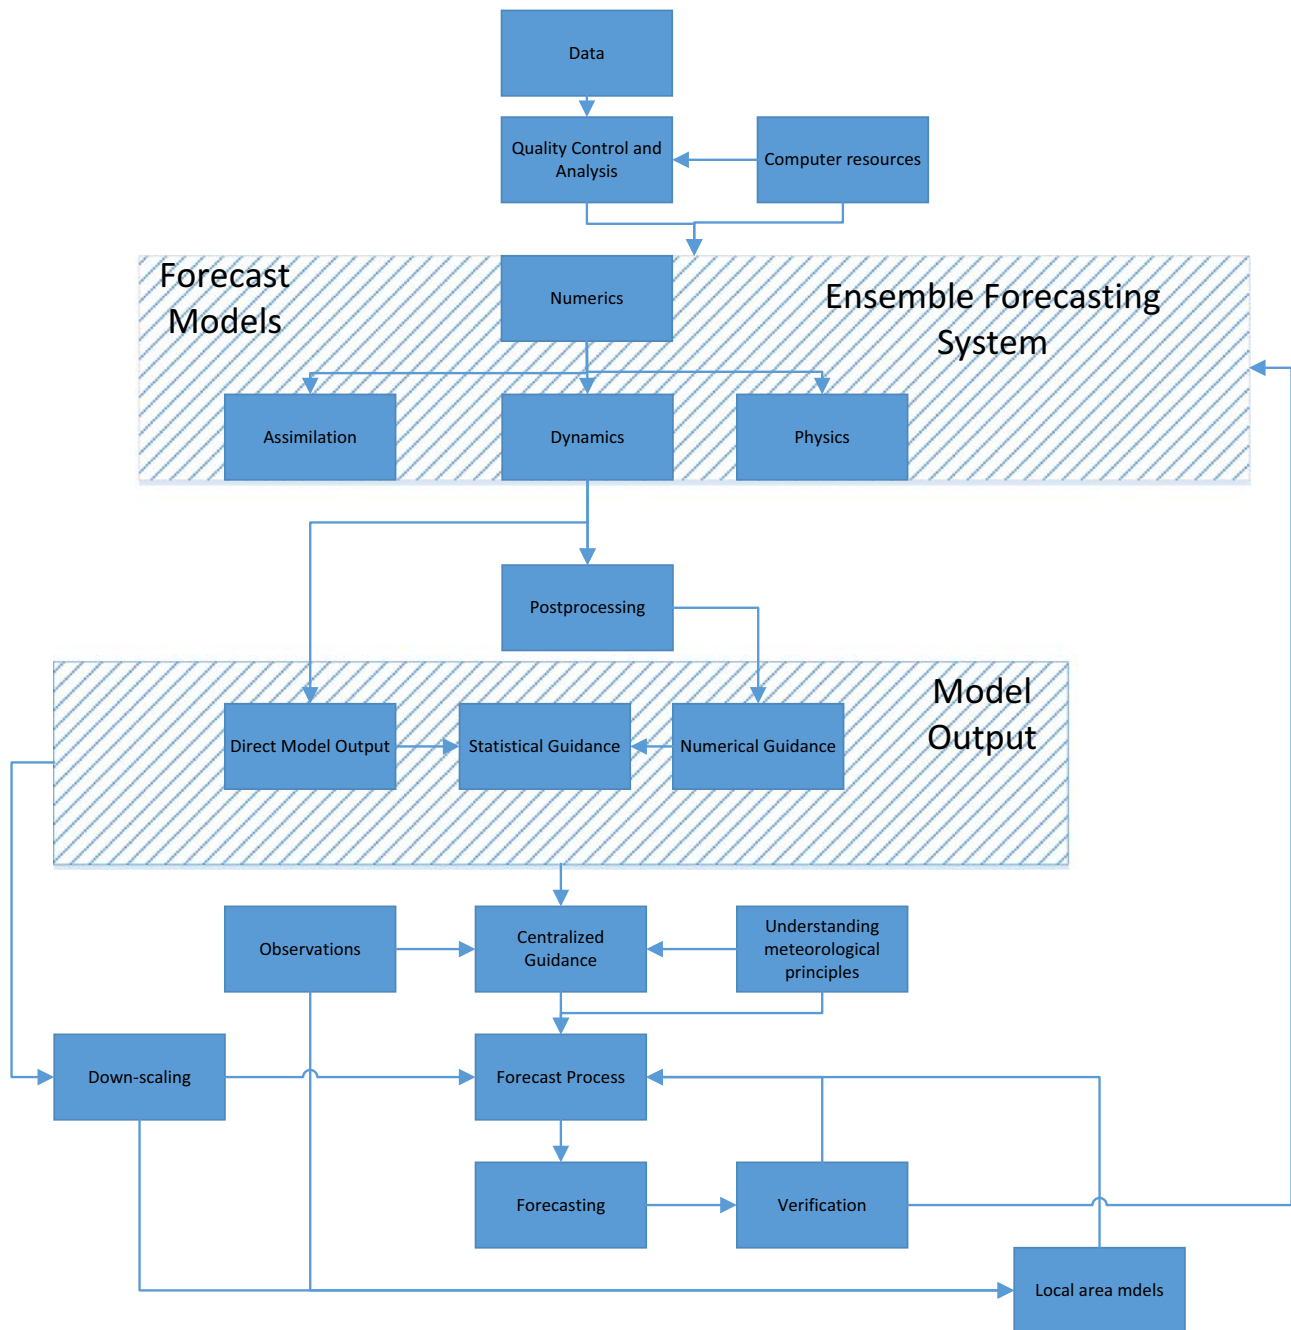 Data
Quality Control and
Analysis
Computer resources
Forecast
Models
Numerics
Ensemble Forecasting
System
Assimilation
Dynamics
Physics
Postprocessing
Model
Output
Direct Model Output
Statistical Guidance
Numerical Guidance
Observations
Centralized
Guidance
Understanding
meteorological
principles
Down-scaling
Forecast Process
Forecasting
Verification
Local area mdels